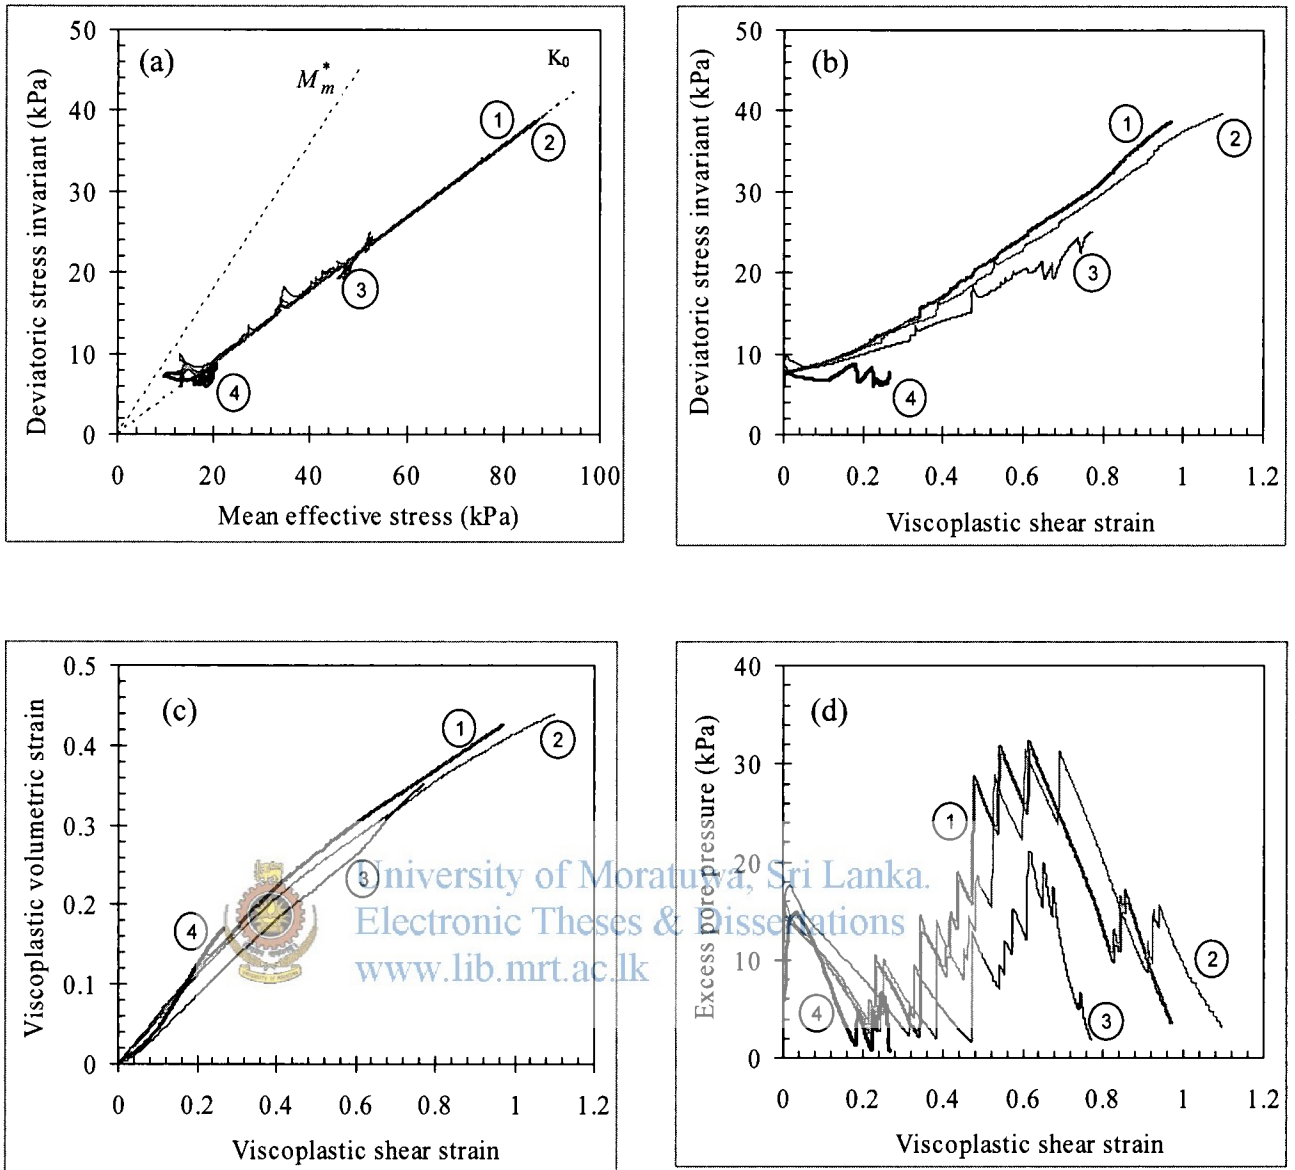 50
40
30
20
10
0
Deviatoric stress invariant (kPa)
(a)
M*m
K0
1
2
3
4
0 20 40 60 80 100
Mean effective stress (kPa)
50
40
30
20
10
0
Deviatoric stress invariant (kPa)
(b)
1
2
3
4
0 0.2 0.4 0.6 0.8 1 1.2
Viscoplastic shear strain
0.5
0.4
0.3
0.2
0.1
0
Viscoplastic volumetric strain
(c)
1
2
3
4
0 0.2 0.4 0.6 0.8 1 1.2
Viscoplastic shear strain
40
30
20
10
0
Excess pore pressure (kPa)
(d)
1
2
3
4
0 0.2 0.4 0.6 0.8 1 1.2
Viscoplastic shear strain
University of Moratuwa, Sri Lanka.
Electronic Theses & Dissertations
www.lib.mrt.ac.lk